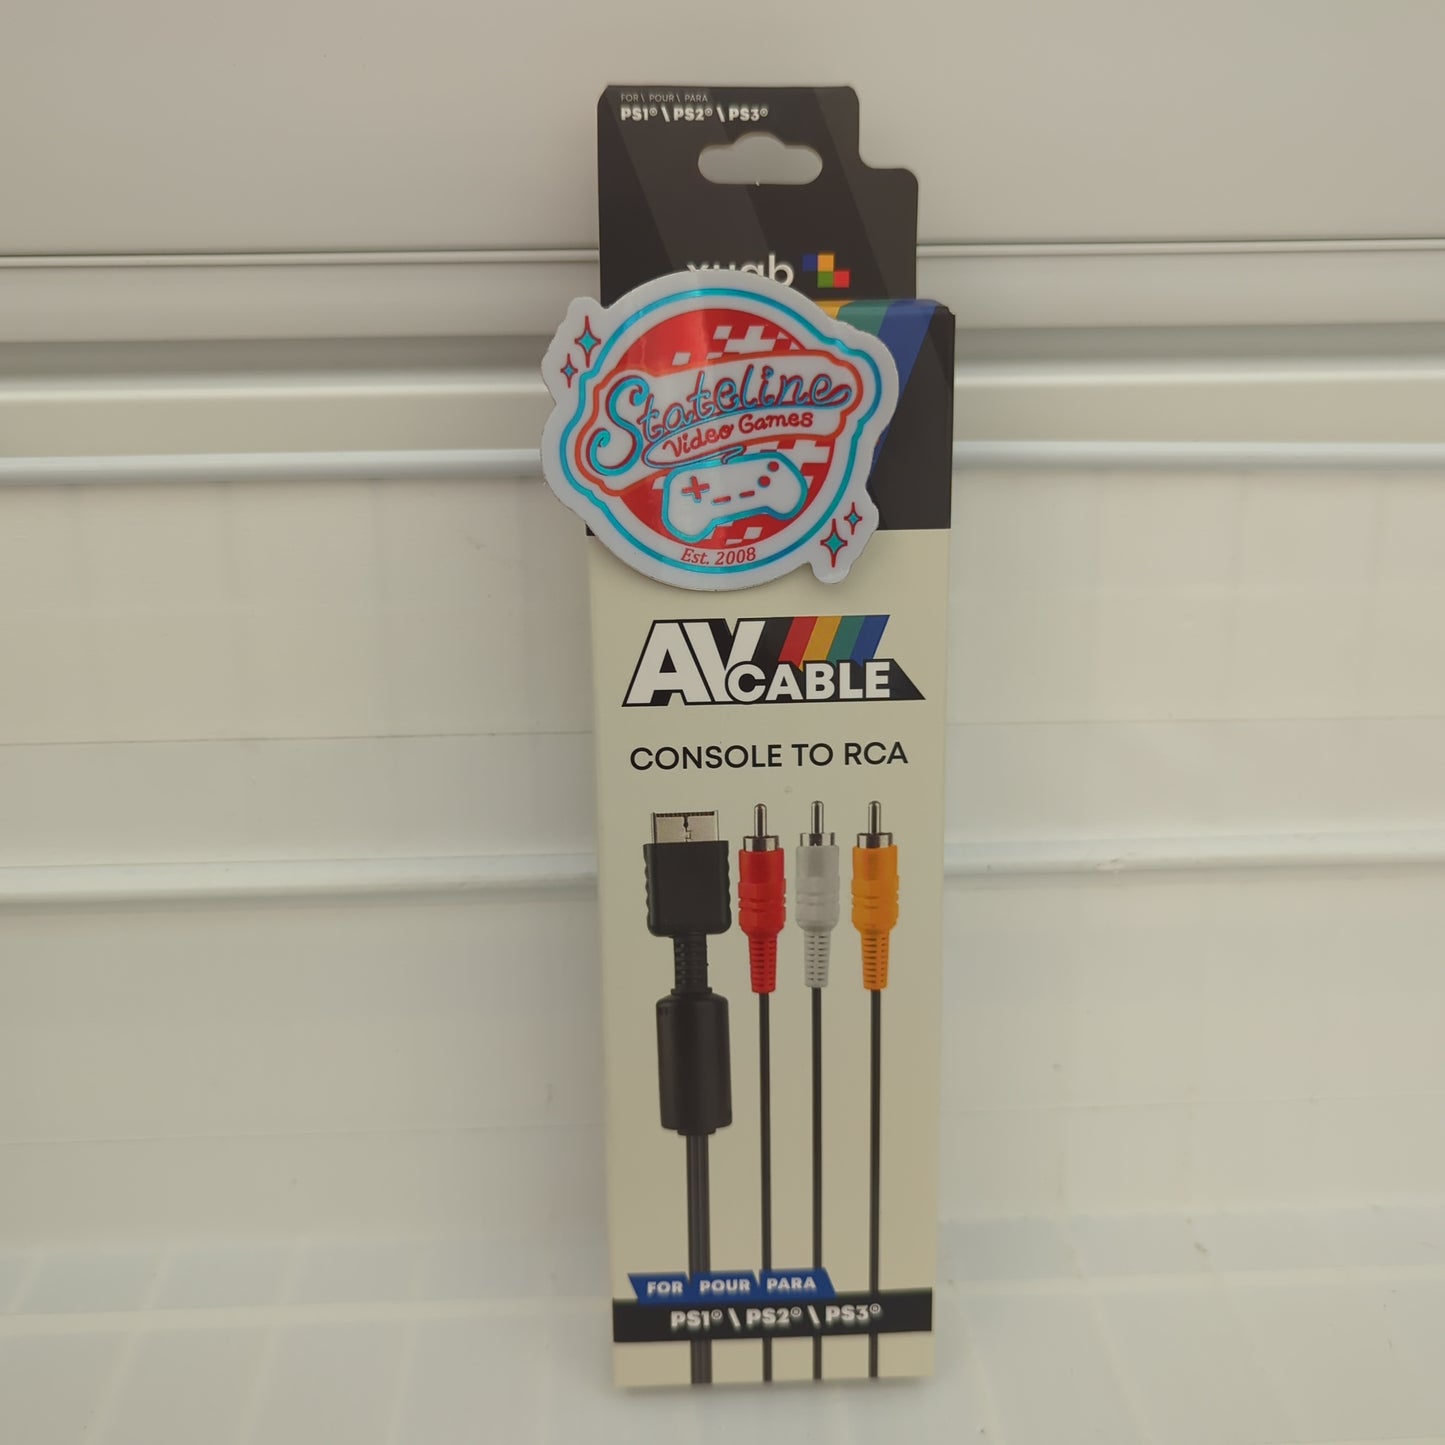 FOR \ POUR \ PARA
PS1® \ PS2® \ PS3®
xuqb
Stateline
Video Games
Est. 2008
AV CABLE
CONSOLE TO RCA
FOR POUR PARA
PS1® \ PS2® \ PS3®